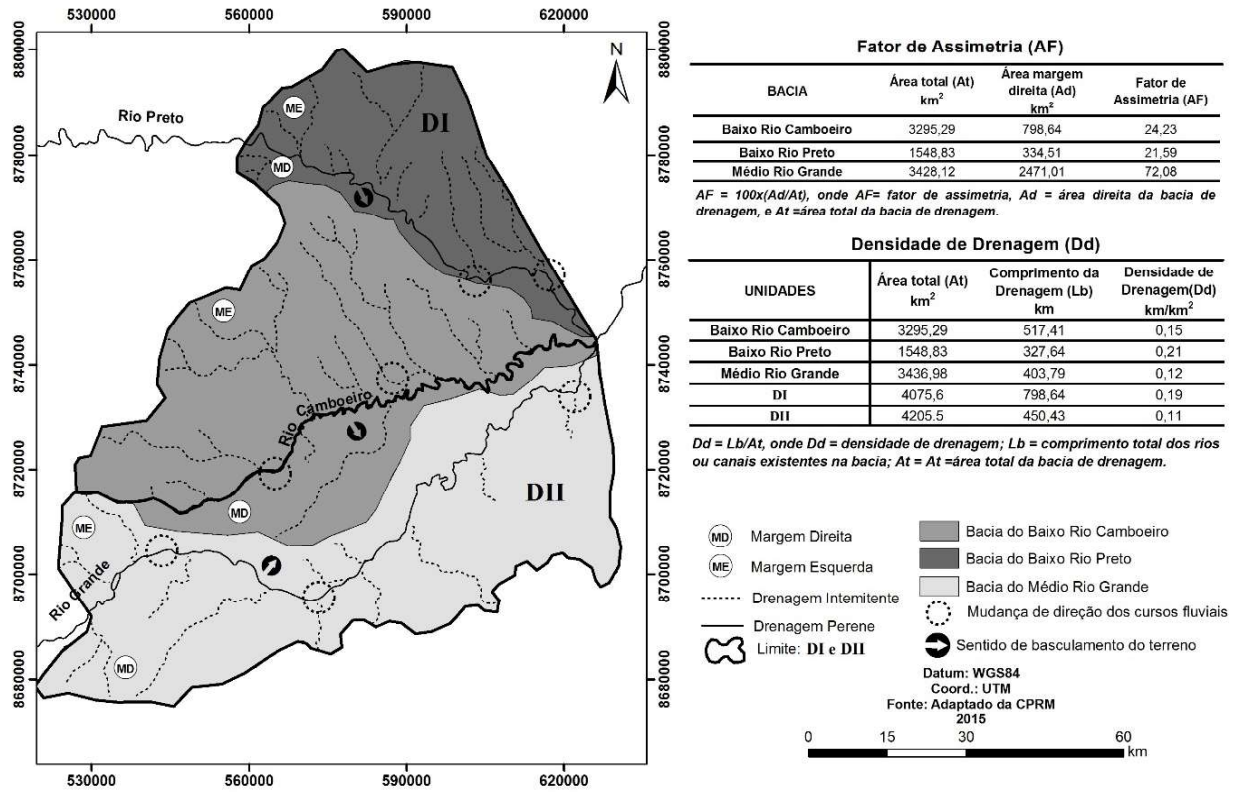 530000 560000 590000 620000
8800000
8780000
8760000
8740000
8720000
8700000
8680000
8800000
8780000
8760000
8740000
8720000
8700000
8680000
N
Rio Preto
ME
DI
MD
ME
Rio Camboeiro
MD
DII
ME
Rio Grande
MD
530000 560000 590000 620000
Fator de Assimetria (AF)
BACIA Área total (At) km² Área margem direita (Ad) km² Fator de Assimetria (AF)
Baixo Rio Camboeiro 3295,29 798,64 24,23
Baixo Rio Preto 1548,83 334,51 21,59
Médio Rio Grande 3428,12 2471,01 72,08
AF = 100x(Ad/At), onde AF= fator de assimetria, Ad = área direita da bacia de
drenagem, e At =área total da bacia de drenagem.
Densidade de Drenagem (Dd)
UNIDADES Área total (At) km² Comprimento da Drenagem (Lb) km Densidade de Drenagem(Dd) km/km²
Baixo Rio Camboeiro 3295,29 517,41 0,15
Baixo Rio Preto 1548,83 327,64 0,21
Médio Rio Grande 3436,98 403,79 0,12
DI 4075,6 798,64 0,19
DII 4205.5 450,43 0,11
Dd = Lb/At, onde Dd = densidade de drenagem; Lb = comprimento total dos rios
ou canais existentes na bacia; At = At =área total da bacia de drenagem.
MD Margem Direita
ME Margem Esquerda
Drenagem Intemitente
Drenagem Perene
Limite: DI e DII
Bacia do Baixo Rio Camboeiro
Bacia do Baixo Rio Preto
Bacia do Médio Rio Grande
Mudança de direção dos cursos fluviais
Sentido de basculamento do terreno
Datum: WGS84
Coord.: UTM
Fonte: Adaptado da CPRM
2015
0 15 30 60
km